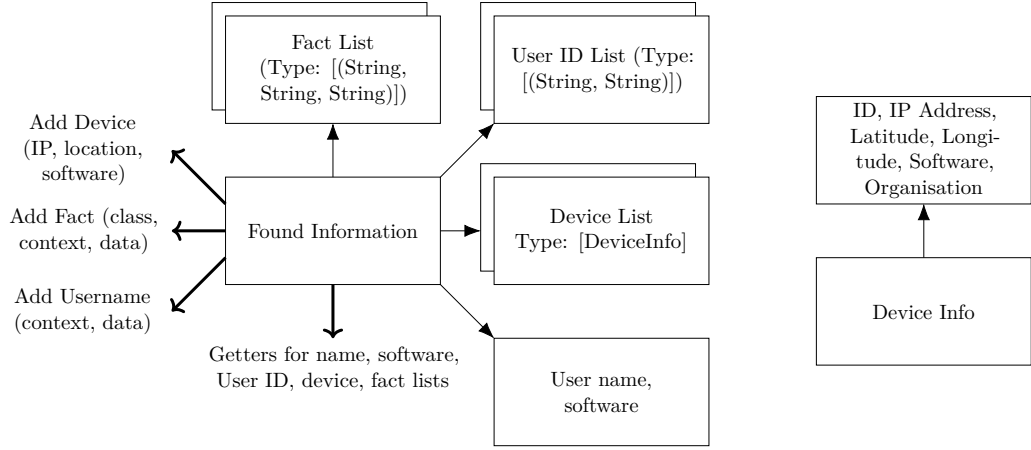 Fact List
(Type: [(String,
String, String)])
User ID List (Type:
[(String, String)])
ID, IP Address,
Latitude, Longi-
tude, Software,
Organisation
Add Device
(IP, location,
software)
Add Fact (class,
context, data)
Add Username
(context, data)
Found Information
Device List
Type: [DeviceInfo]
Device Info
Getters for name, software,
User ID, device, fact lists
User name,
software